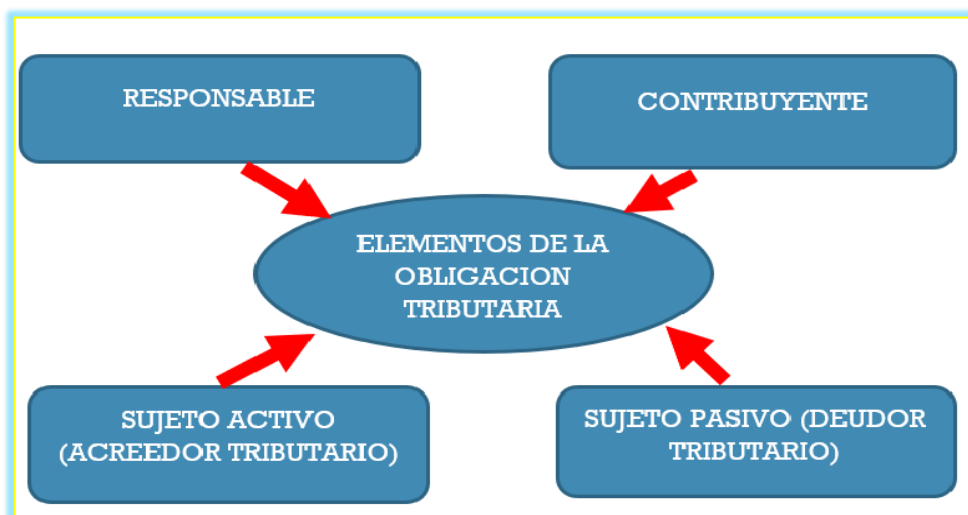 RESPONSABLE
CONTRIBUYENTE
ELEMENTOS DE LA
OBLIGACION
TRIBUTARIA
SUJETO ACTIVO
(ACREEDOR TRIBUTARIO)
SUJETO PASIVO (DEUDOR
TRIBUTARIO)